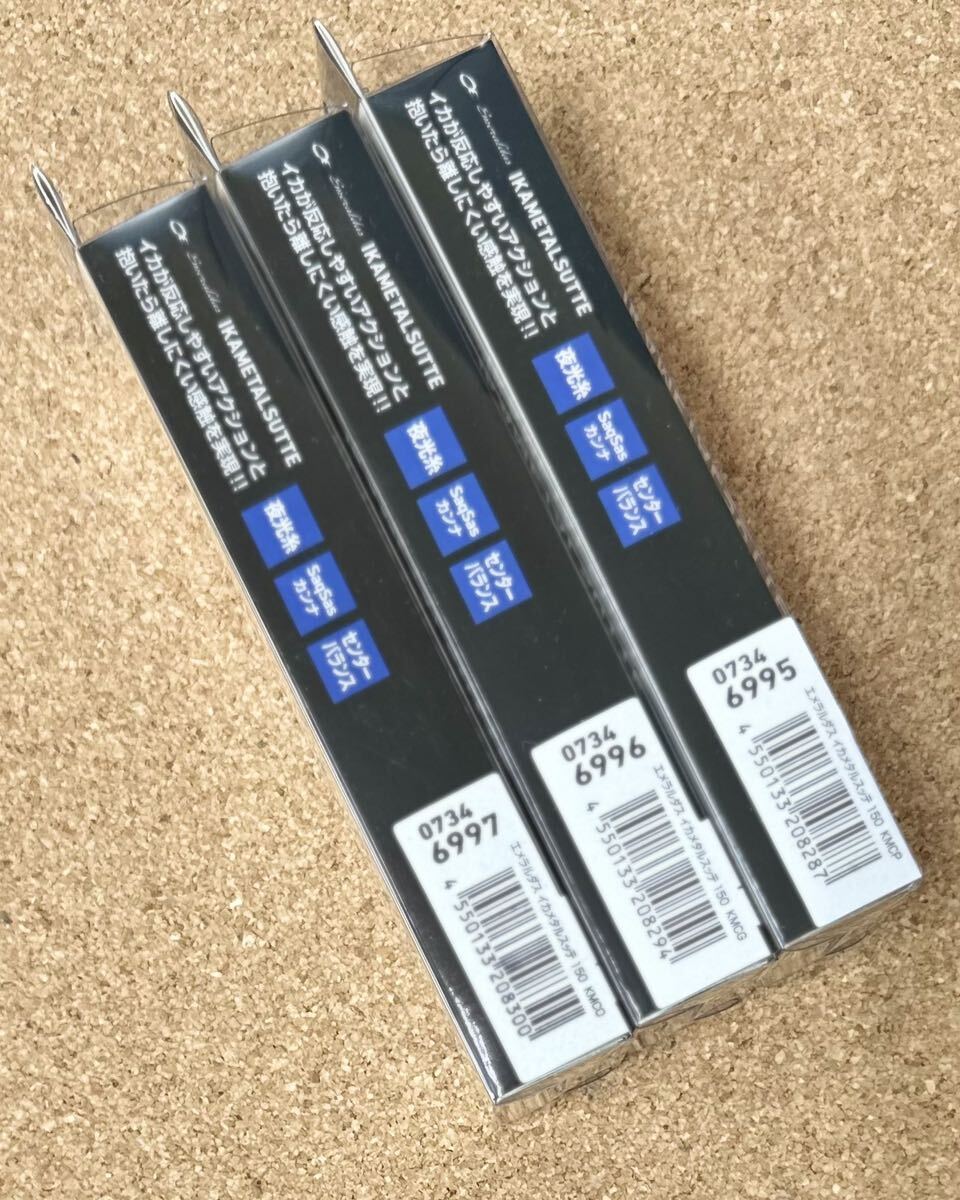 Emeraldas IKAMETALSUTTE
イカが反応しやすいアクションと
抱いたら離しにくい感触を実現!!
夜光糸
SaqSas
カンナ
センター
バランス
0734
6997
エメラルダス イカメタルスッテ 150 KMCO
4 550133 208300
Emeraldas IKAMETALSUTTE
イカが反応しやすいアクションと
抱いたら離しにくい感触を実現!!
夜光糸
SaqSas
カンナ
センター
バランス
0734
6996
エメラルダス イカメタルスッテ 150 KMCG
4 550133 208294
Emeraldas IKAMETALSUTTE
イカが反応しやすいアクションと
抱いたら離しにくい感触を実現!!
夜光糸
SaqSas
カンナ
センター
バランス
0734
6995
エメラルダス イカメタルスッテ 150 KMCP
4 550133 208287